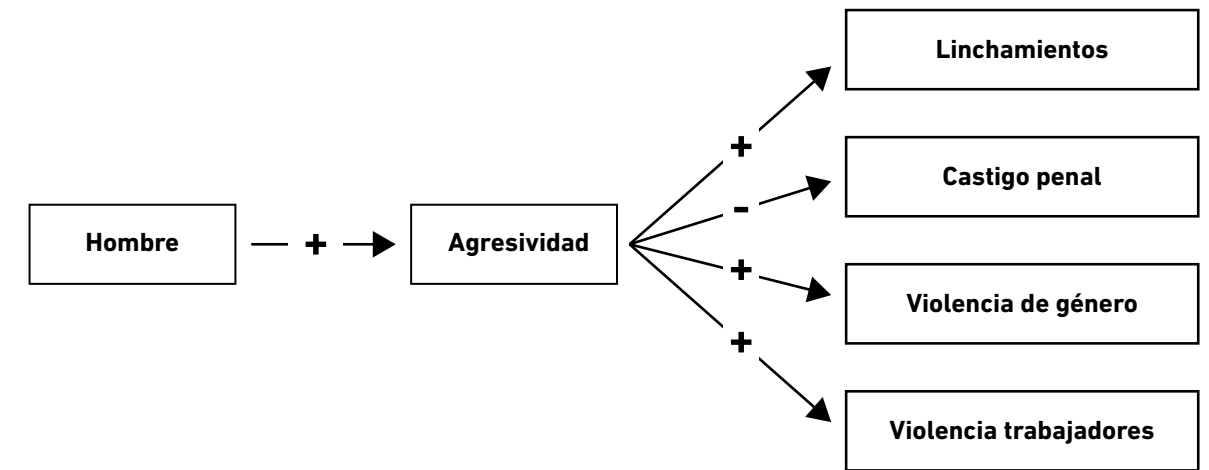 Linchamientos
+
Castigo penal
-
Hombre
+
Agresividad
+
Violencia de género
+
Violencia trabajadores